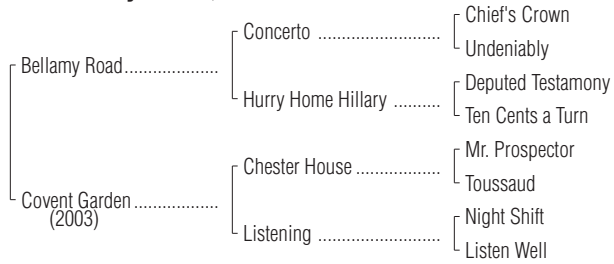 Chief's Crown
Concerto ........................
Undeniably
Bellamy Road...................
Deputed Testamony
Hurry Home Hillary ..........
Ten Cents a Turn
Mr. Prospector
Chester House .................
Toussaud
Covent Garden .................
(2003)
Night Shift
Listening ........................
Listen Well